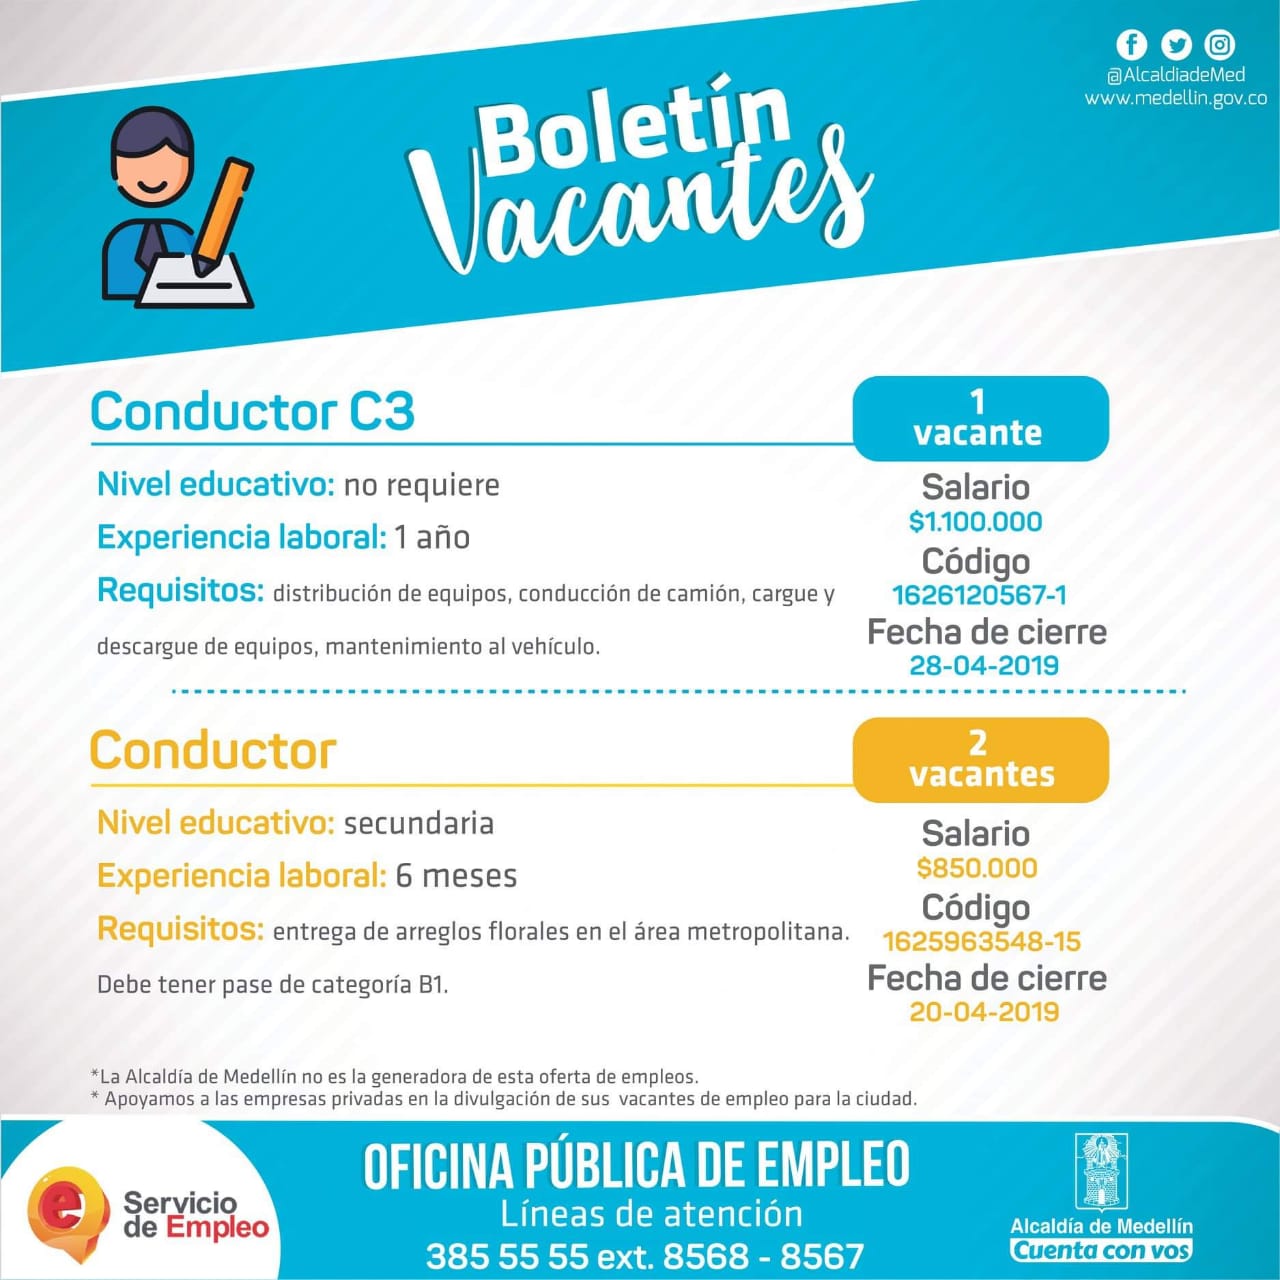 @AlcaldiadeMed
www.medellin.gov.co
Boletín
Vacantes
Conductor C3
1
vacante
Nivel educativo: no requiere
Experiencia laboral: 1 año
Requisitos: distribución de equipos, conducción de camión, cargue y
descargue de equipos, mantenimiento al vehículo.
Salario
$1.100.000
Código
1626120567-1
Fecha de cierre
28-04-2019
Conductor
2
vacantes
Nivel educativo: secundaria
Experiencia laboral: 6 meses
Requisitos: entrega de arreglos florales en el área metropolitana.
Debe tener pase de categoría B1.
Salario
$850.000
Código
1625963548-15
Fecha de cierre
20-04-2019
*La Alcaldía de Medellín no es la generadora de esta oferta de empleos.
* Apoyamos a las empresas privadas en la divulgación de sus vacantes de empleo para la ciudad.
e
Servicio
de Empleo
OFICINA PÚBLICA DE EMPLEO
Líneas de atención
385 55 55 ext. 8568 - 8567
Alcaldía de Medellín
Cuenta con vos